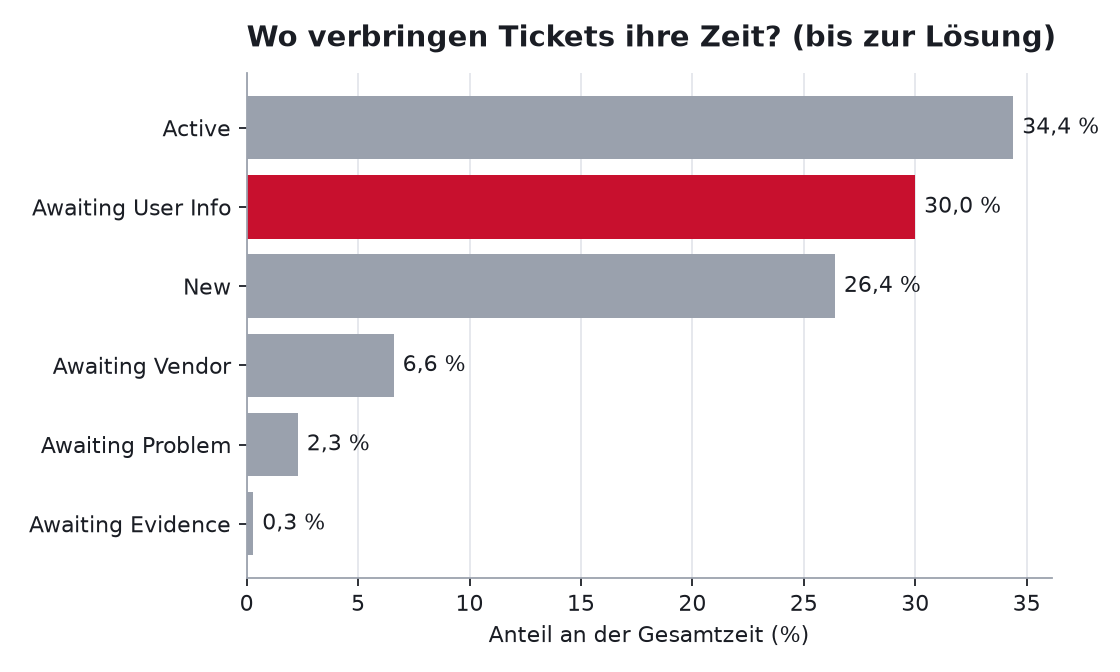 Wo verbringen Tickets ihre Zeit? (bis zur Lösung)
Active
34,4 %
Awaiting User Info
30,0 %
New
26,4 %
Awaiting Vendor
6,6 %
Awaiting Problem
2,3 %
Awaiting Evidence
0,3 %
0 5 10 15 20 25 30 35
Anteil an der Gesamtzeit (%)